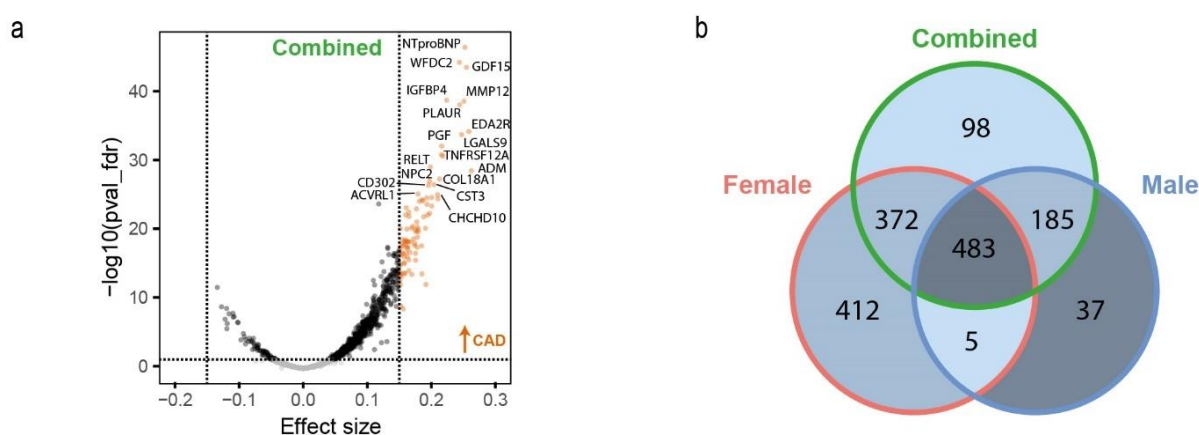 a
Combined
NTproBNP
WFDC2
GDF15
IGFBP4
MMP12
PLAUR
EDA2R
PGF
LGALS9
TNFRSF12A
RELT
ADM
NPC2
COL18A1
CD302
CST3
ACVRL1
CHCHD10
CAD
−log10(pval_fdr)
40
30
20
10
0
−0.2
−0.1
0.0
0.1
0.2
0.3
Effect size
b
Combined
98
Female
Male
372
185
483
412
37
5